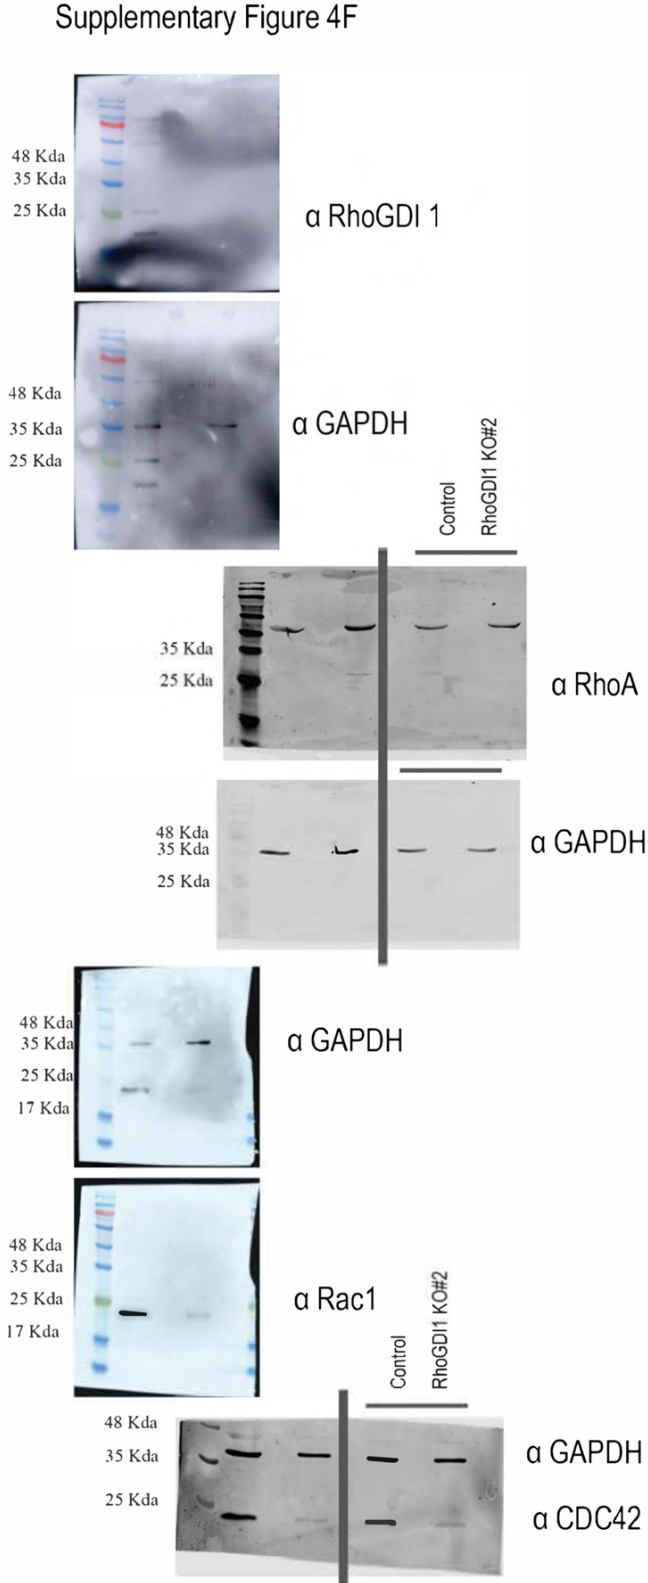 Supplementary Figure 4F
48 Kda
35 Kda
25 Kda
α RhoGDI 1
48 Kda
35 Kda
25 Kda
α GAPDH
Control
RhoGDI1 KO#2
35 Kda
25 Kda
α RhoA
48 Kda
35 Kda
25 Kda
α GAPDH
48 Kda
35 Kda
25 Kda
17 Kda
α GAPDH
48 Kda
35 Kda
25 Kda
17 Kda
α Rac1
Control
RhoGDI1 KO#2
48 Kda
35 Kda
25 Kda
α GAPDH
α CDC42